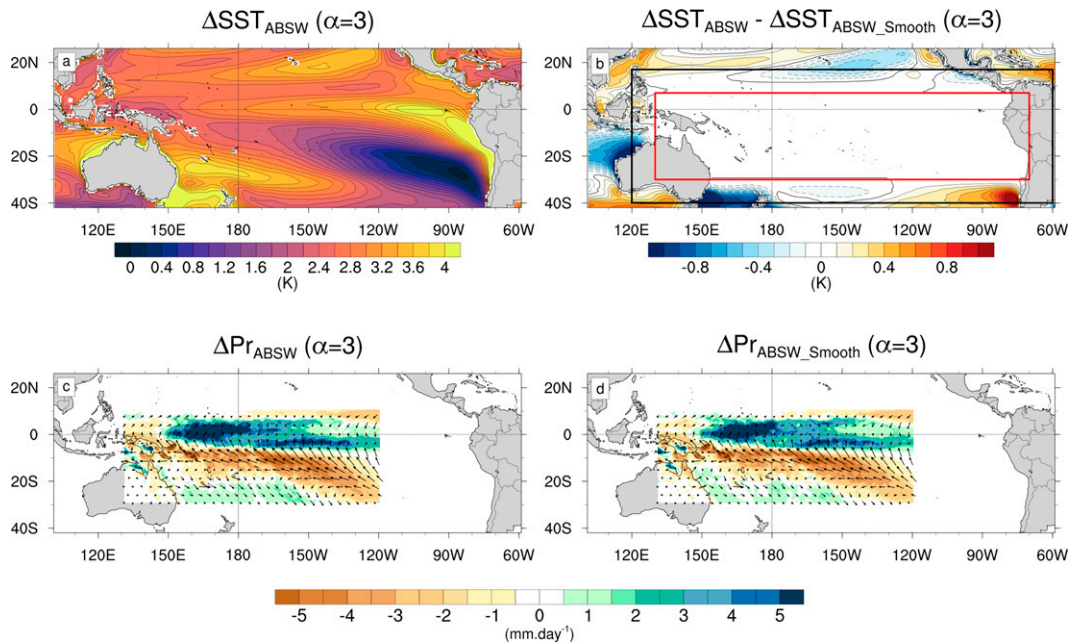 ΔSST_ABSW (α=3)
ΔSST_ABSW - ΔSST_ABSW_Smooth (α=3)
a
20N
0
20S
40S
120E 150E 180 150W 120W 90W 60W
0 0.4 0.8 1.2 1.6 2 2.4 2.8 3.2 3.6 4
(K)
b
20N
0
20S
40S
120E 150E 180 150W 120W 90W 60W
-0.8 -0.4 0 0.4 0.8
(K)
ΔPr_ABSW (α=3)
ΔPr_ABSW_Smooth (α=3)
c
20N
0
20S
40S
120E 150E 180 150W 120W 90W 60W
d
20N
0
20S
40S
120E 150E 180 150W 120W 90W 60W
-5 -4 -3 -2 -1 0 1 2 3 4 5
(mm.day⁻¹)